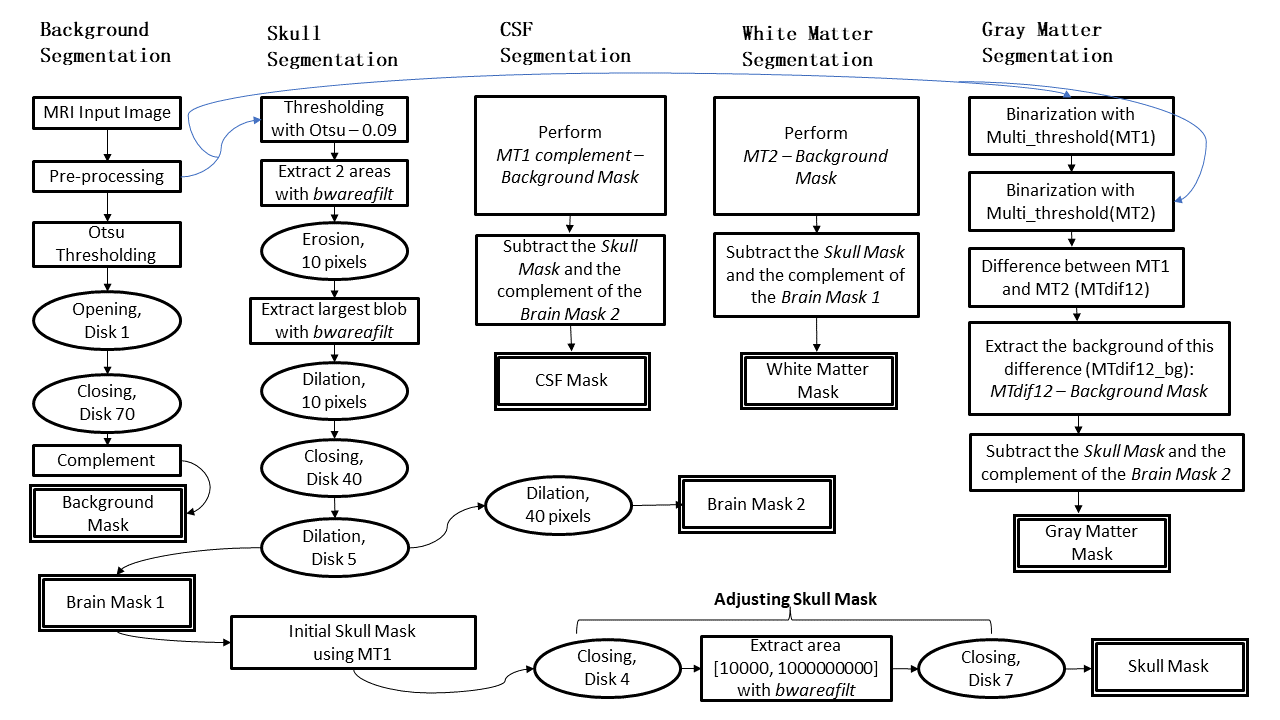 Background
Segmentation
MRI Input Image
Pre-processing
Otsu
Thresholding
Opening,
Disk 1
Closing,
Disk 70
Complement
Background
Mask
Skull
Segmentation
Thresholding
with Otsu – 0.09
Extract 2 areas
with bwareafilt
Erosion,
10 pixels
Extract largest blob
with bwareafilt
Dilation,
10 pixels
Closing,
Disk 40
Dilation,
Disk 5
Dilation,
40 pixels
Brain Mask 2
Brain Mask 1
Initial Skull Mask
using MT1
Adjusting Skull Mask
Closing,
Disk 4
Extract area
[10000, 1000000000]
with bwareafilt
Closing,
Disk 7
Skull Mask
CSF
Segmentation
Perform
MT1 complement –
Background Mask
Subtract the Skull
Mask and the
complement of the
Brain Mask 2
CSF Mask
White Matter
Segmentation
Perform
MT2 – Background
Mask
Subtract the Skull Mask
and the complement of
the Brain Mask 1
White Matter
Mask
Gray Matter
Segmentation
Binarization with
Multi_threshold(MT1)
Binarization with
Multi_threshold(MT2)
Difference between MT1
and MT2 (MTdif12)
Extract the background of this
difference (MTdif12_bg):
MTdif12 – Background Mask
Subtract the Skull Mask and the
complement of the Brain Mask 2
Gray Matter
Mask